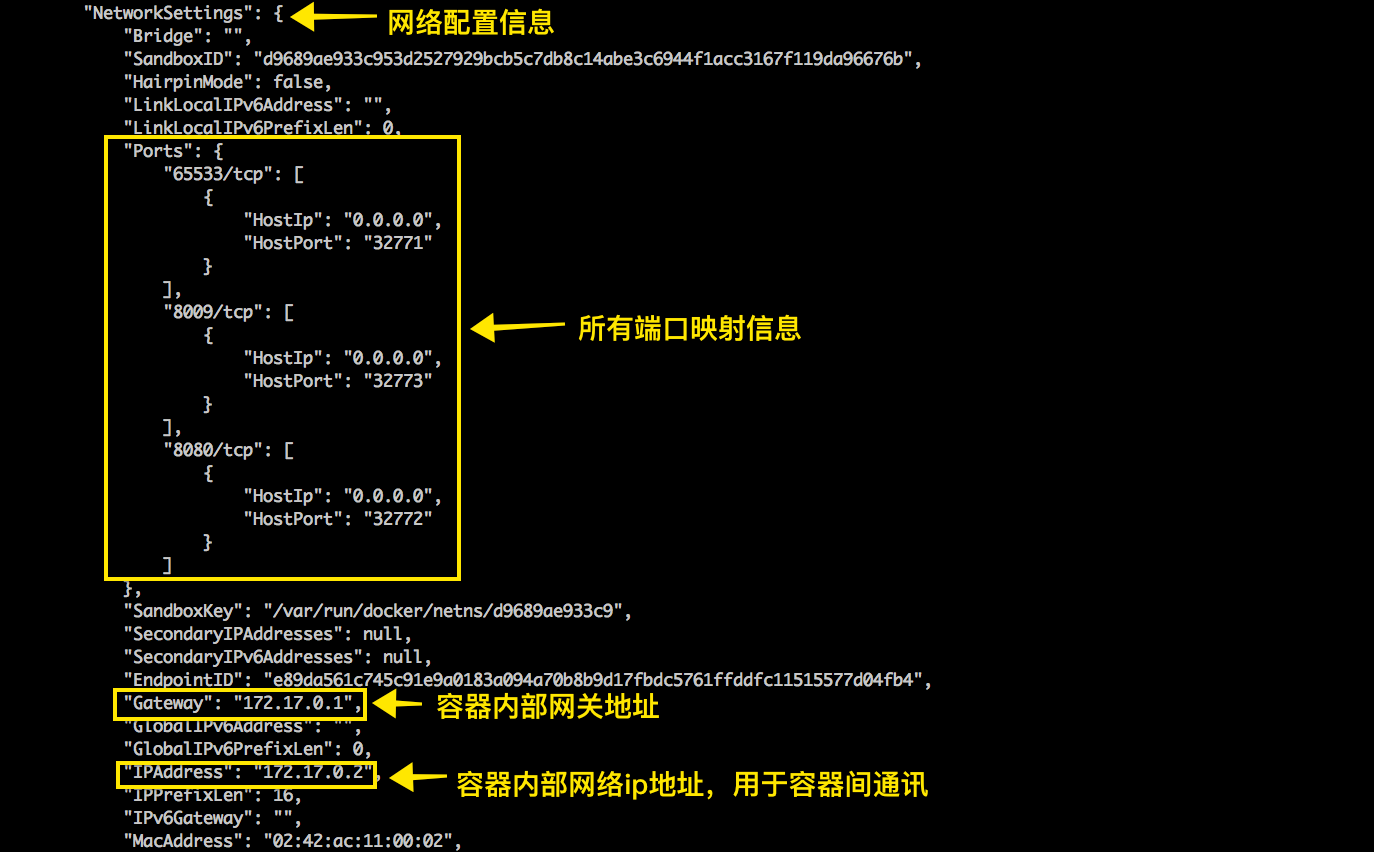 "NetworkSettings": {
网络配置信息
"Bridge": "",
"SandboxID": "d9689ae933c953d2527929bcb5c7db8c14abe3c6944f1acc3167f119da96676b",
"HairpinMode": false,
"LinkLocalIPv6Address": "",
"LinkLocalIPv6PrefixLen": 0,
"Ports": {
"65533/tcp": [
{
"HostIp": "0.0.0.0",
"HostPort": "32771"
}
],
"8009/tcp": [
所有端口映射信息
{
"HostIp": "0.0.0.0",
"HostPort": "32773"
}
],
"8080/tcp": [
{
"HostIp": "0.0.0.0",
"HostPort": "32772"
}
]
},
"SandboxKey": "/var/run/docker/netns/d9689ae933c9",
"SecondaryIPAddresses": null,
"SecondaryIPv6Addresses": null,
"EndpointID": "e89da561c745c91e9a0183a094a70b8b9d17fbdc5761ffddfc11515577d04fb4",
"Gateway": "172.17.0.1",
容器内部网关地址
"GlobalIPv6Address": "",
"GlobalIPv6PrefixLen": 0,
"IPAddress": "172.17.0.2",
容器内部网络ip地址，用于容器间通讯
"IPPrefixLen": 16,
"IPv6Gateway": "",
"MacAddress": "02:42:ac:11:00:02",